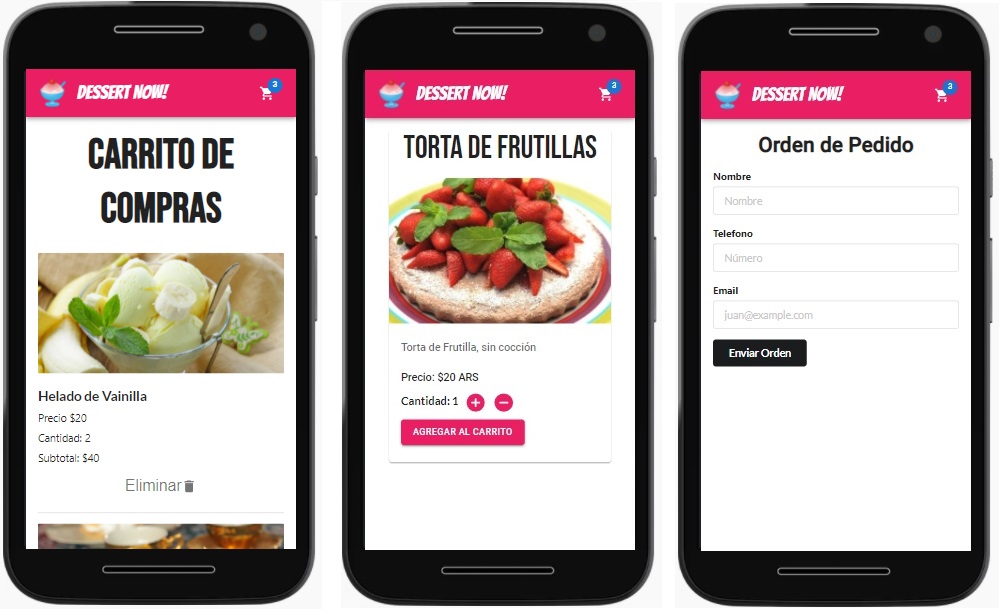 DESSERT NOW!
3
CARRITO DE
COMPRAS
Helado de Vainilla
Precio $20
Cantidad: 2
Subtotal: $40
Eliminar
DESSERT NOW!
3
TORTA DE FRUTILLAS
Torta de Frutilla, sin cocción
Precio: $20 ARS
Cantidad: 1
AGREGAR AL CARRITO
DESSERT NOW!
3
Orden de Pedido
Nombre
Nombre
Telefono
Número
Email
juan@example.com
Enviar Orden